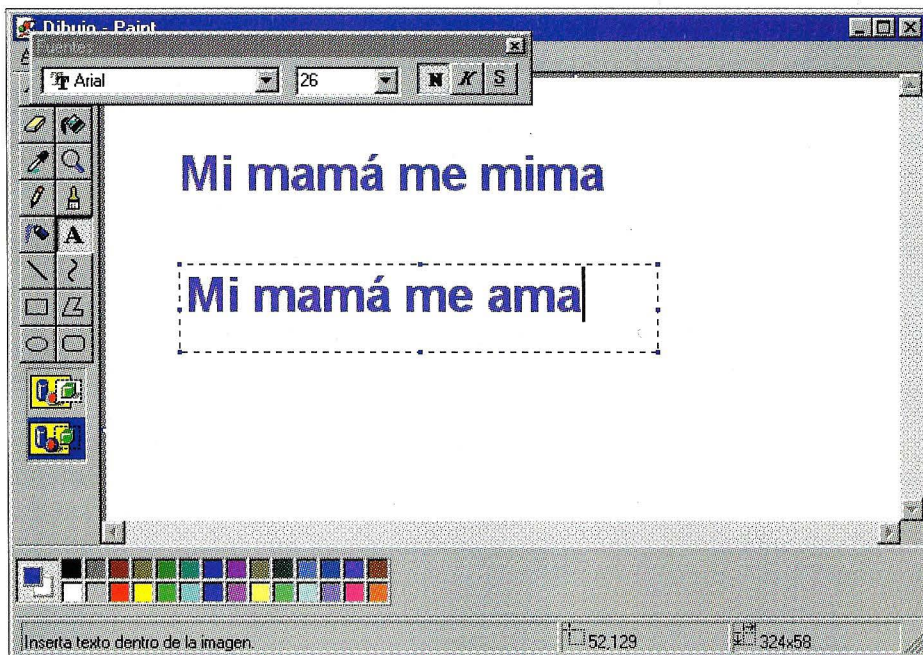 Dibujo - Paint
Fuentes
Arial
26
N K S
A
Mi mamá me mima
Mi mamá me ama
Inserta texto dentro de la imagen.
52,129
324x58